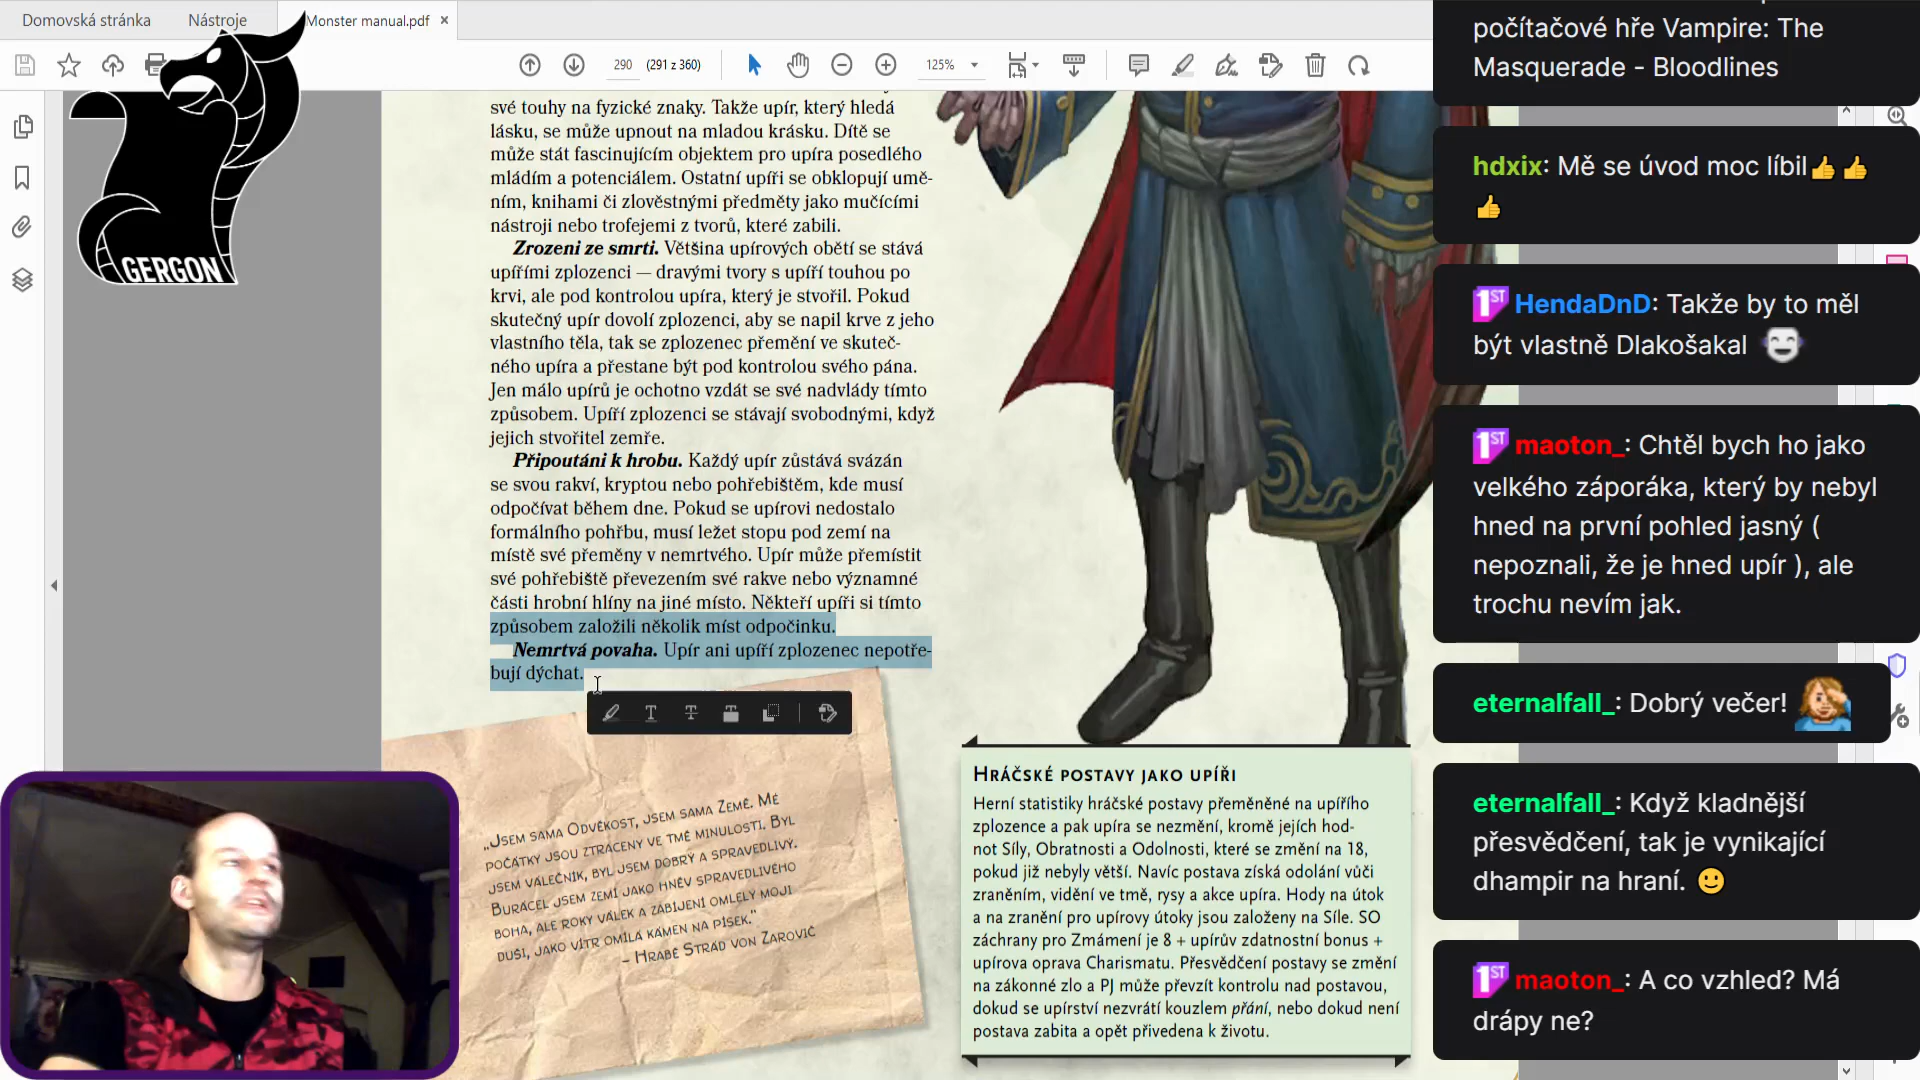 Domovská stránka
Nástroje
Monster manual.pdf
290
(291 z 360)
125%
své touhy na fyzické znaky. Takže upír, který hledá
lásku, se může upnout na mladou krásku. Dítě se
může stát fascinujícím objektem pro upíra posedlého
mládím a potenciálem. Ostatní upíři se obklopují umě-
ním, knihami či zlověstnými předměty jako mučícími
nástroji nebo trofejemi z tvorů, které zabili.
Zrozeni ze smrti. Většina upírových obětí se stává
upířími zplozenci — dravými tvory s upíří touhou po
krvi, ale pod kontrolou upíra, který je stvořil. Pokud
skutečný upír dovolí zplozenci, aby se napil krve z jeho
vlastního těla, tak se zplozenec přemění ve skuteč-
ného upíra a přestane být pod kontrolou svého pána.
Jen málo upírů je ochotno vzdát se své nadvlády tímto
způsobem. Upíří zplozenci se stávají svobodnými, když
jejich stvořitel zemře.
Připoutáni k hrobu. Každý upír zůstává svázán
se svou rakví, kryptou nebo pohřebištěm, kde musí
odpočívat během dne. Pokud se upírovi nedostalo
formálního pohřbu, musí ležet stopu pod zemí na
místě své přeměny v nemrtvého. Upír může přemístit
své pohřebiště převezením své rakve nebo významné
části hrobní hlíny na jiné místo. Někteří upíři si tímto
způsobem založili několik míst odpočinku.
Nemrtvá povaha. Upír ani upíří zplozenec nepotře-
bují dýchat.
„Jsem sama Odvěkost, jsem sama Země. Mé
počátky jsou ztraceny ve tmě minulosti. Byl
jsem válečník, byl jsem dobrý a spravedlivý.
Burácel jsem zemí jako hněv spravedlivého
boha, ale roky válek a zabíjení omlely moji
duši, jako vítr omílá kámen na písek."
– Hrabě Strad von Zarovič
Hráčské postavy jako upíři
Herní statistiky hráčské postavy přeměněné na upířího
zplozence a pak upíra se nezmění, kromě jejích hod-
not Síly, Obratnosti a Odolnosti, které se změní na 18,
pokud již nebyly větší. Navíc postava získá odolání vůči
zraněním, vidění ve tmě, rysy a akce upíra. Hody na útok
a na zranění pro upírovy útoky jsou založeny na Síle. SO
záchrany pro Zmámení je 8 + upírův zdatnostní bonus +
upírova oprava Charismatu. Přesvědčení postavy se změní
na zákonné zlo a PJ může převzít kontrolu nad postavou,
dokud se upírství nezvrátí kouzlem přání, nebo dokud není
postava zabita a opět přivedena k životu.
GERGON
počítačové hře Vampire: The
Masquerade - Bloodlines
hdxix: Mě se úvod moc líbil👍👍
👍
1ST HendaDnD: Takže by to měl
být vlastně Dlakošakal
1ST maoton_: Chtěl bych ho jako
velkého záporáka, který by nebyl
hned na první pohled jasný (
nepoznali, že je hned upír ), ale
trochu nevím jak.
eternalfall_: Dobrý večer!
eternalfall_: Když kladnější
přesvědčení, tak je vynikající
dhampir na hraní. 🙂
1ST maoton_: A co vzhled? Má
drápy ne?